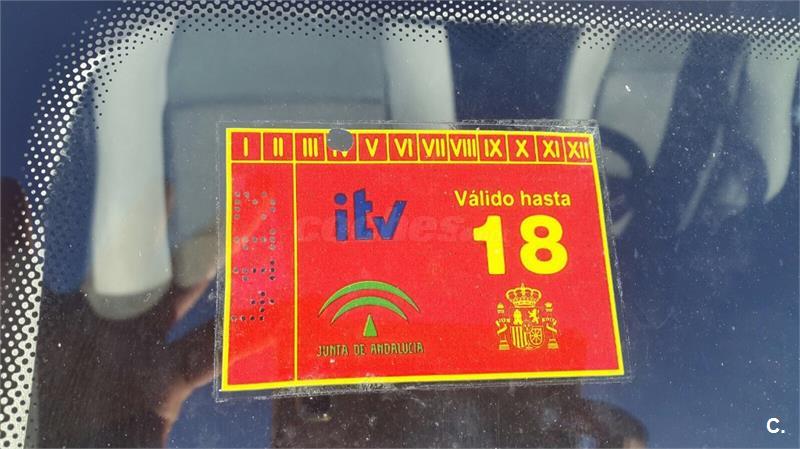 I II III IV V VI VII VIII IX X XI XII
itv
Válido hasta
18
JUNTA DE ANDALUCIA
C.